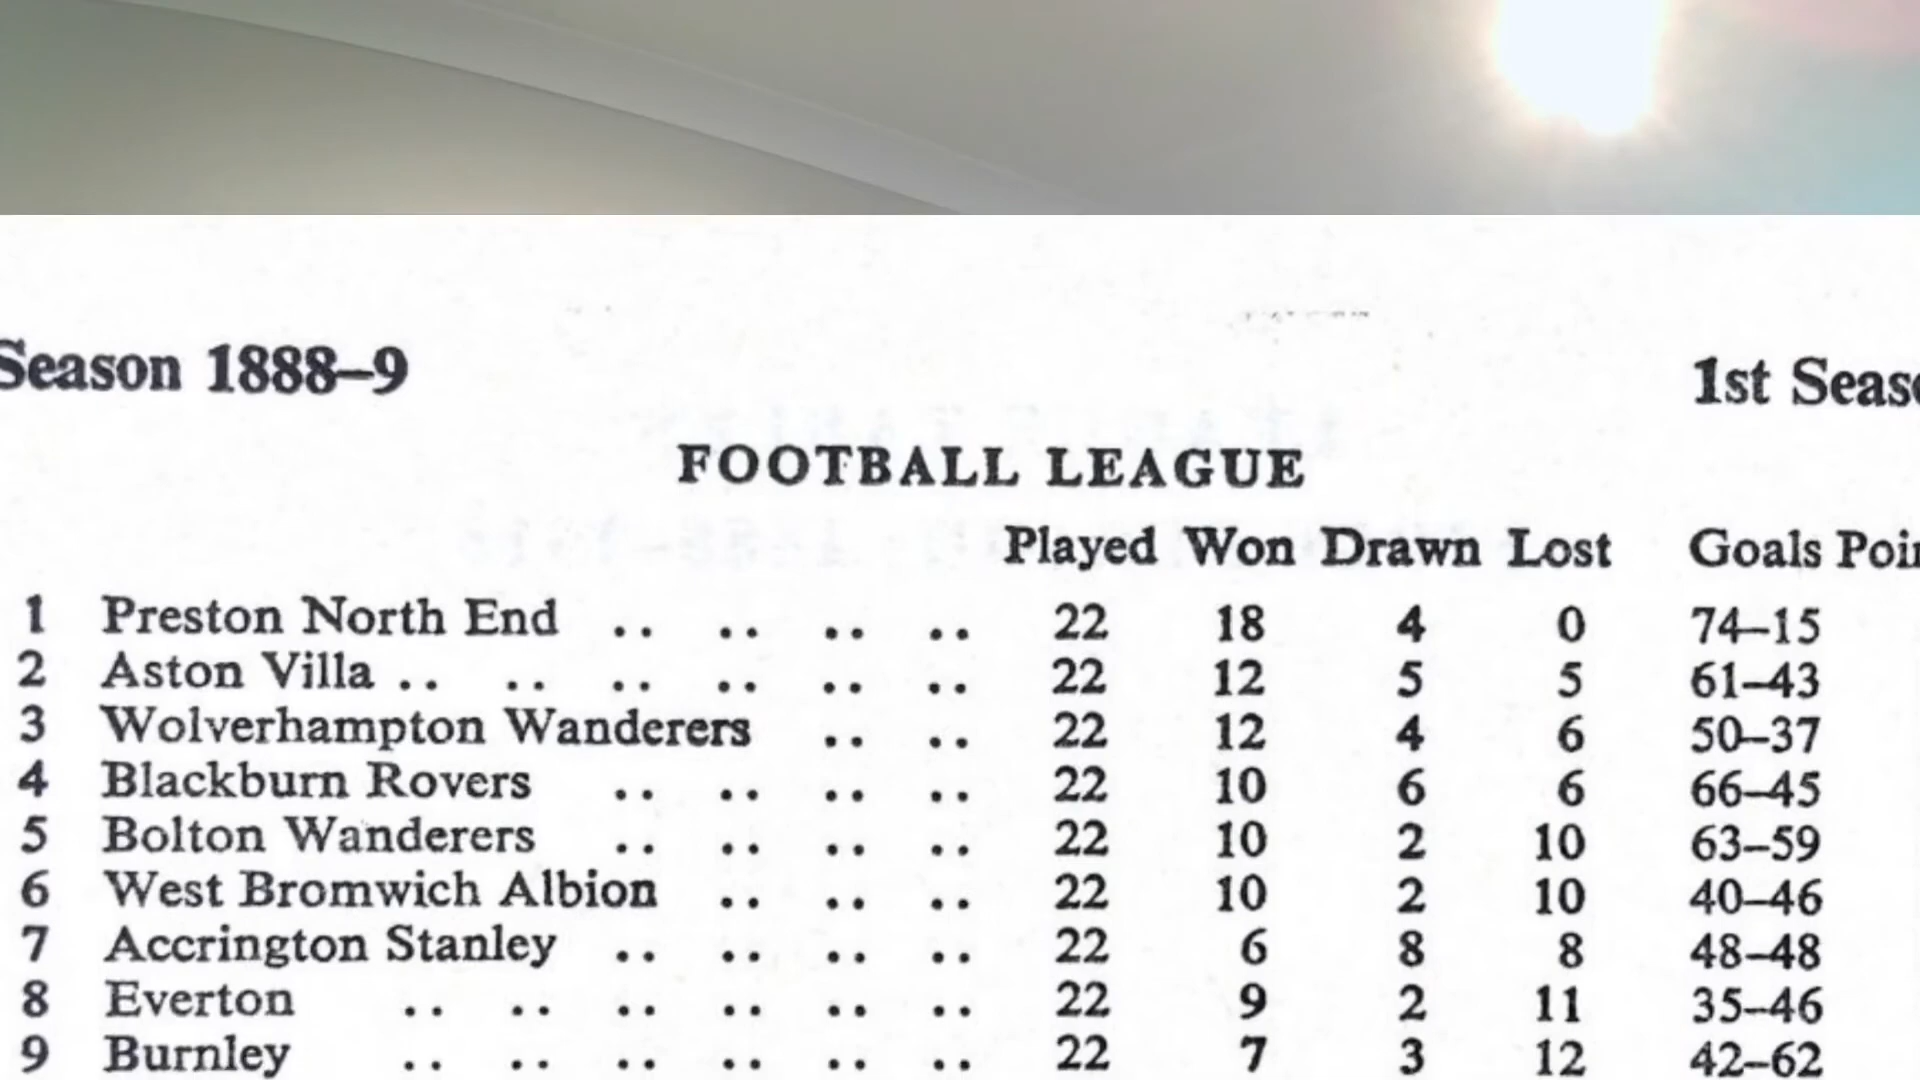 Season 1888–9
1st Seas
FOOTBALL LEAGUE
Played Won Drawn Lost Goals Poin
1 Preston North End .. .. .. .. 22 18 4 0 74–15
2 Aston Villa .. .. .. .. .. .. 22 12 5 5 61–43
3 Wolverhampton Wanderers .. .. 22 12 4 6 50–37
4 Blackburn Rovers .. .. .. .. 22 10 6 6 66–45
5 Bolton Wanderers .. .. .. .. 22 10 2 10 63–59
6 West Bromwich Albion .. .. .. 22 10 2 10 40–46
7 Accrington Stanley .. .. .. .. 22 6 8 8 48–48
8 Everton .. .. .. .. .. .. 22 9 2 11 35–46
9 Burnley .. .. .. .. .. .. 22 7 3 12 42–62